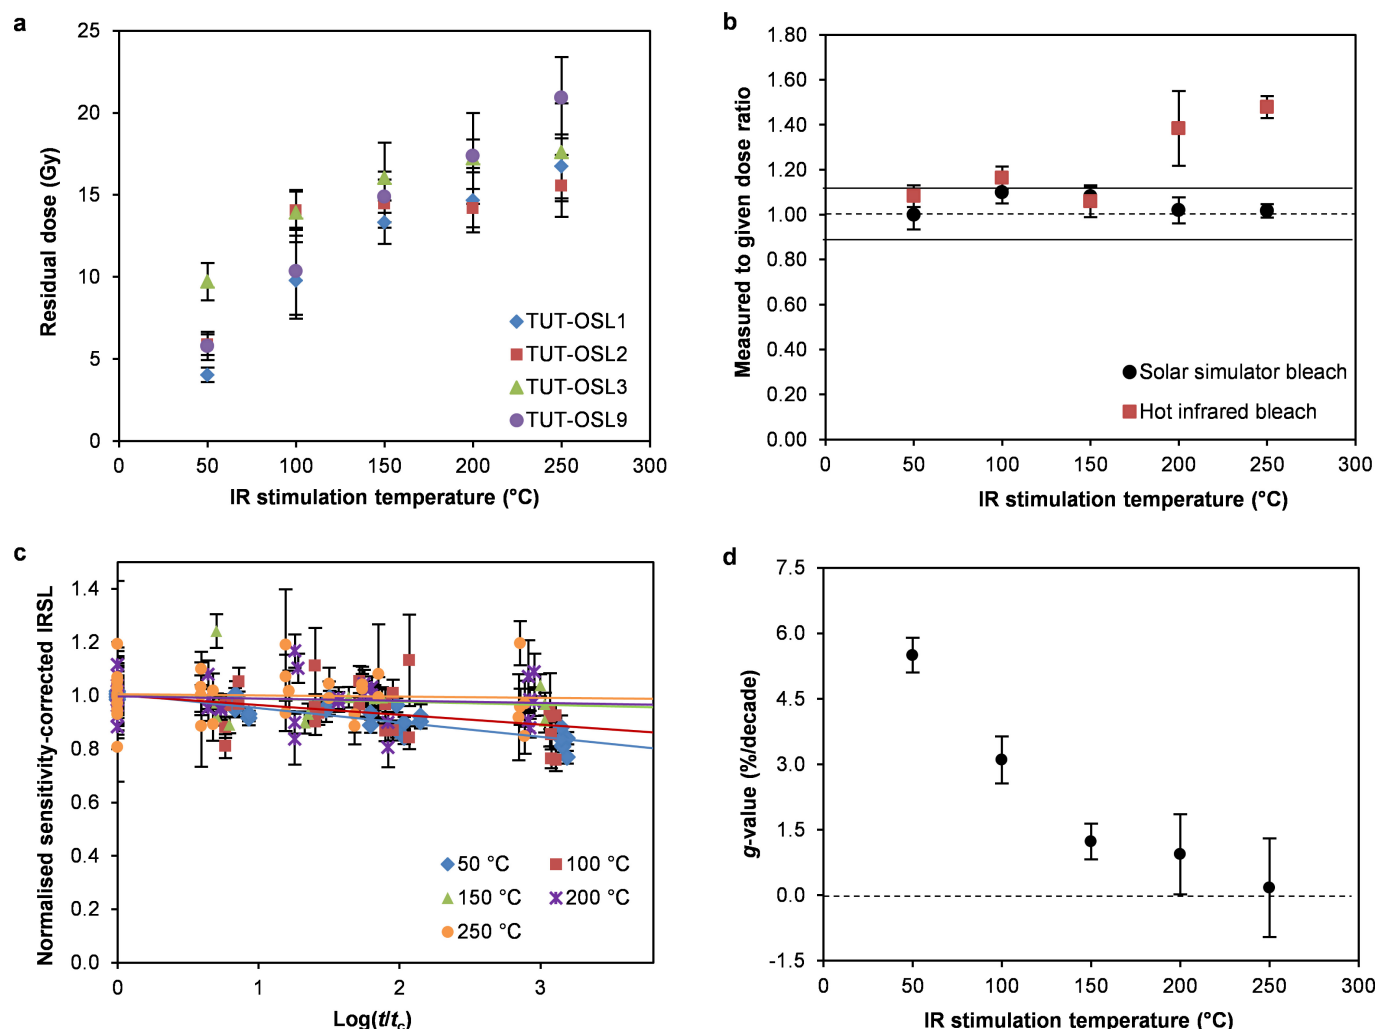 a
25
20
15
10
5
0
Residual dose (Gy)
TUT-OSL1
TUT-OSL2
TUT-OSL3
TUT-OSL9
0 50 100 150 200 250 300
IR stimulation temperature (°C)
b
1.80
1.60
1.40
1.20
1.00
0.80
0.60
0.40
0.20
0.00
Measured to given dose ratio
Solar simulator bleach
Hot infrared bleach
0 50 100 150 200 250 300
IR stimulation temperature (°C)
c
1.4
1.2
1.0
0.8
0.6
0.4
0.2
0.0
Normalised sensitivity-corrected IRSL
50 °C 100 °C
150 °C 200 °C
250 °C
0 1 2 3
Log(t/tc)
d
7.5
6.0
4.5
3.0
1.5
0.0
-1.5
g-value (%/decade)
0 50 100 150 200 250 300
IR stimulation temperature (°C)